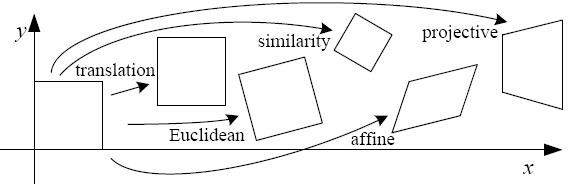 y
similarity
projective
translation
Euclidean
affine
x